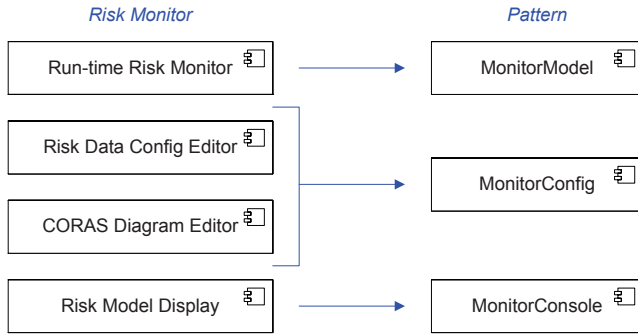 Risk Monitor
Pattern
Run-time Risk Monitor
MonitorModel
Risk Data Config Editor
MonitorConfig
CORAS Diagram Editor
Risk Model Display
MonitorConsole